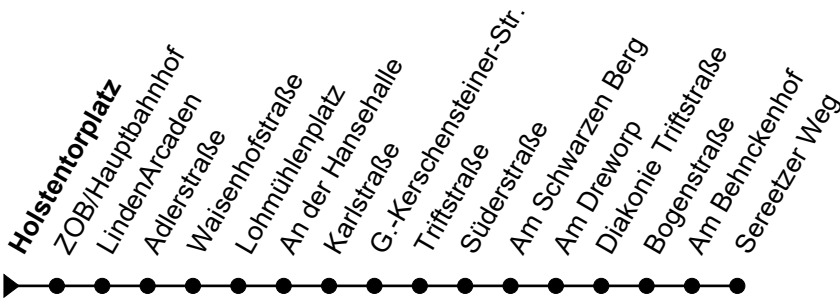 Holstentorplatz
ZOB/Hauptbahnhof
LindenArcaden
Adlerstraße
Waisenhofstraße
Lohmühlenplatz
An der Hansehalle
Karlstraße
G.-Kerschensteiner-Str.
Triftstraße
Süderstraße
Am Schwarzen Berg
Am Dreworp
Diakonie Triftstraße
Bogenstraße
Am Behnckenhof
Sereetzer Weg